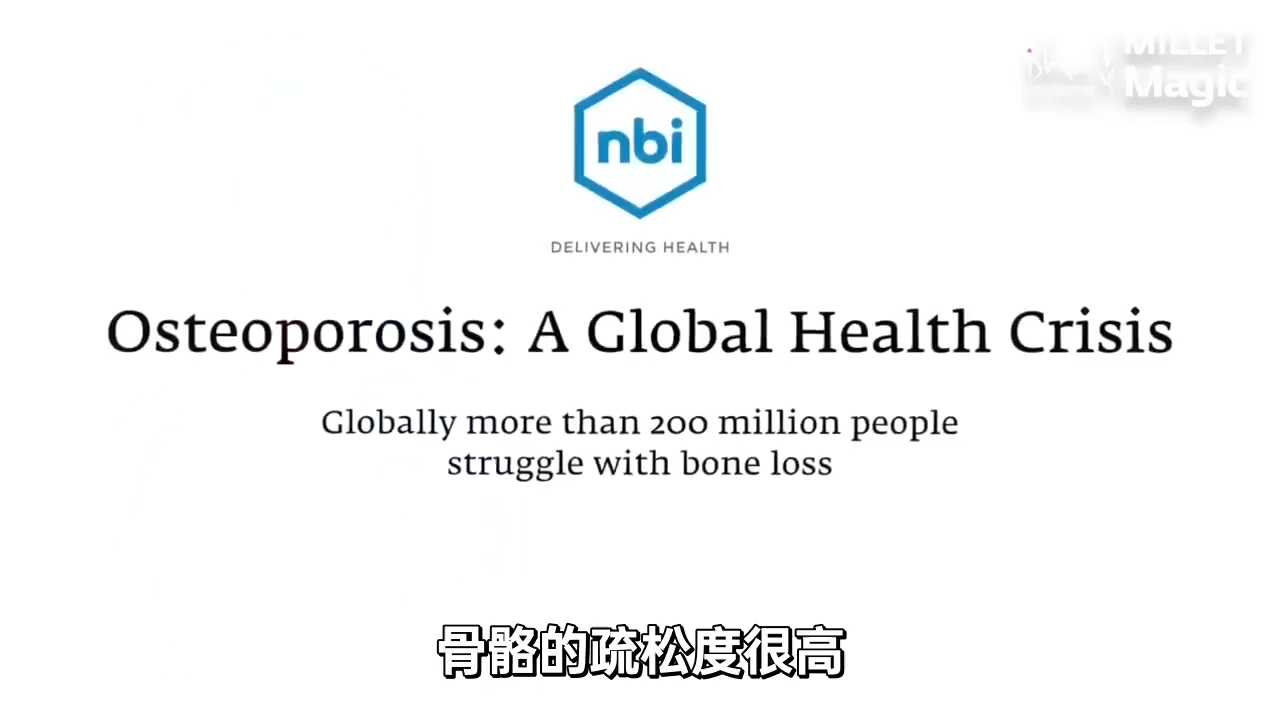 MILLET
Magic
nbi
DELIVERING HEALTH
Osteoporosis: A Global Health Crisis
Globally more than 200 million people
struggle with bone loss
骨骼的疏松度很高